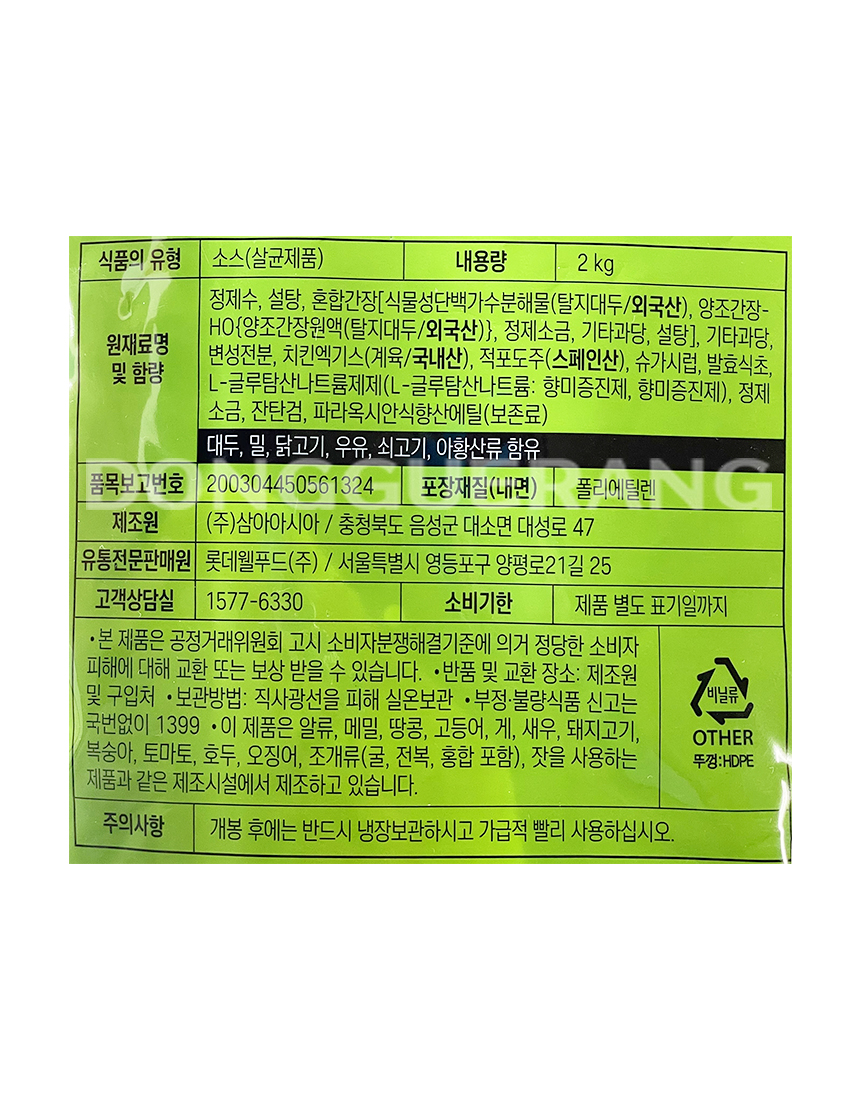 식품의 유형 소스(살균제품) 내용량 2 kg
원재료명 및 함량
정제수, 설탕, 혼합간장[식물성단백가수분해물(탈지대두/외국산), 양조간장-
HO{양조간장원액(탈지대두/외국산)}, 정제소금, 기타과당, 설탕], 기타과당,
변성전분, 치킨엑기스(계육/국내산), 적포도주(스페인산), 슈가시럽, 발효식초,
L-글루탐산나트륨제제(L-글루탐산나트륨: 향미증진제, 향미증진제), 정제
소금, 잔탄검, 파라옥시안식향산에틸(보존료)
대두, 밀, 닭고기, 우유, 쇠고기, 아황산류 함유
DONGGUERANG
품목보고번호 200304450561324 포장재질(내면) 폴리에틸렌
제조원 (주)삼아아시아 / 충청북도 음성군 대소면 대성로 47
유통전문판매원 롯데웰푸드(주) / 서울특별시 영등포구 양평로21길 25
고객상담실 1577-6330 소비기한 제품 별도 표기일까지
•본 제품은 공정거래위원회 고시 소비자분쟁해결기준에 의거 정당한 소비자
피해에 대해 교환 또는 보상 받을 수 있습니다. •반품 및 교환 장소: 제조원
및 구입처 •보관방법: 직사광선을 피해 실온보관 •부정·불량식품 신고는
국번없이 1399 •이 제품은 알류, 메밀, 땅콩, 고등어, 게, 새우, 돼지고기,
복숭아, 토마토, 호두, 오징어, 조개류(굴, 전복, 홍합 포함), 잣을 사용하는
제품과 같은 제조시설에서 제조하고 있습니다.
비닐류
OTHER
뚜껑:HDPE
주의사항 개봉 후에는 반드시 냉장보관하시고 가급적 빨리 사용하십시오.